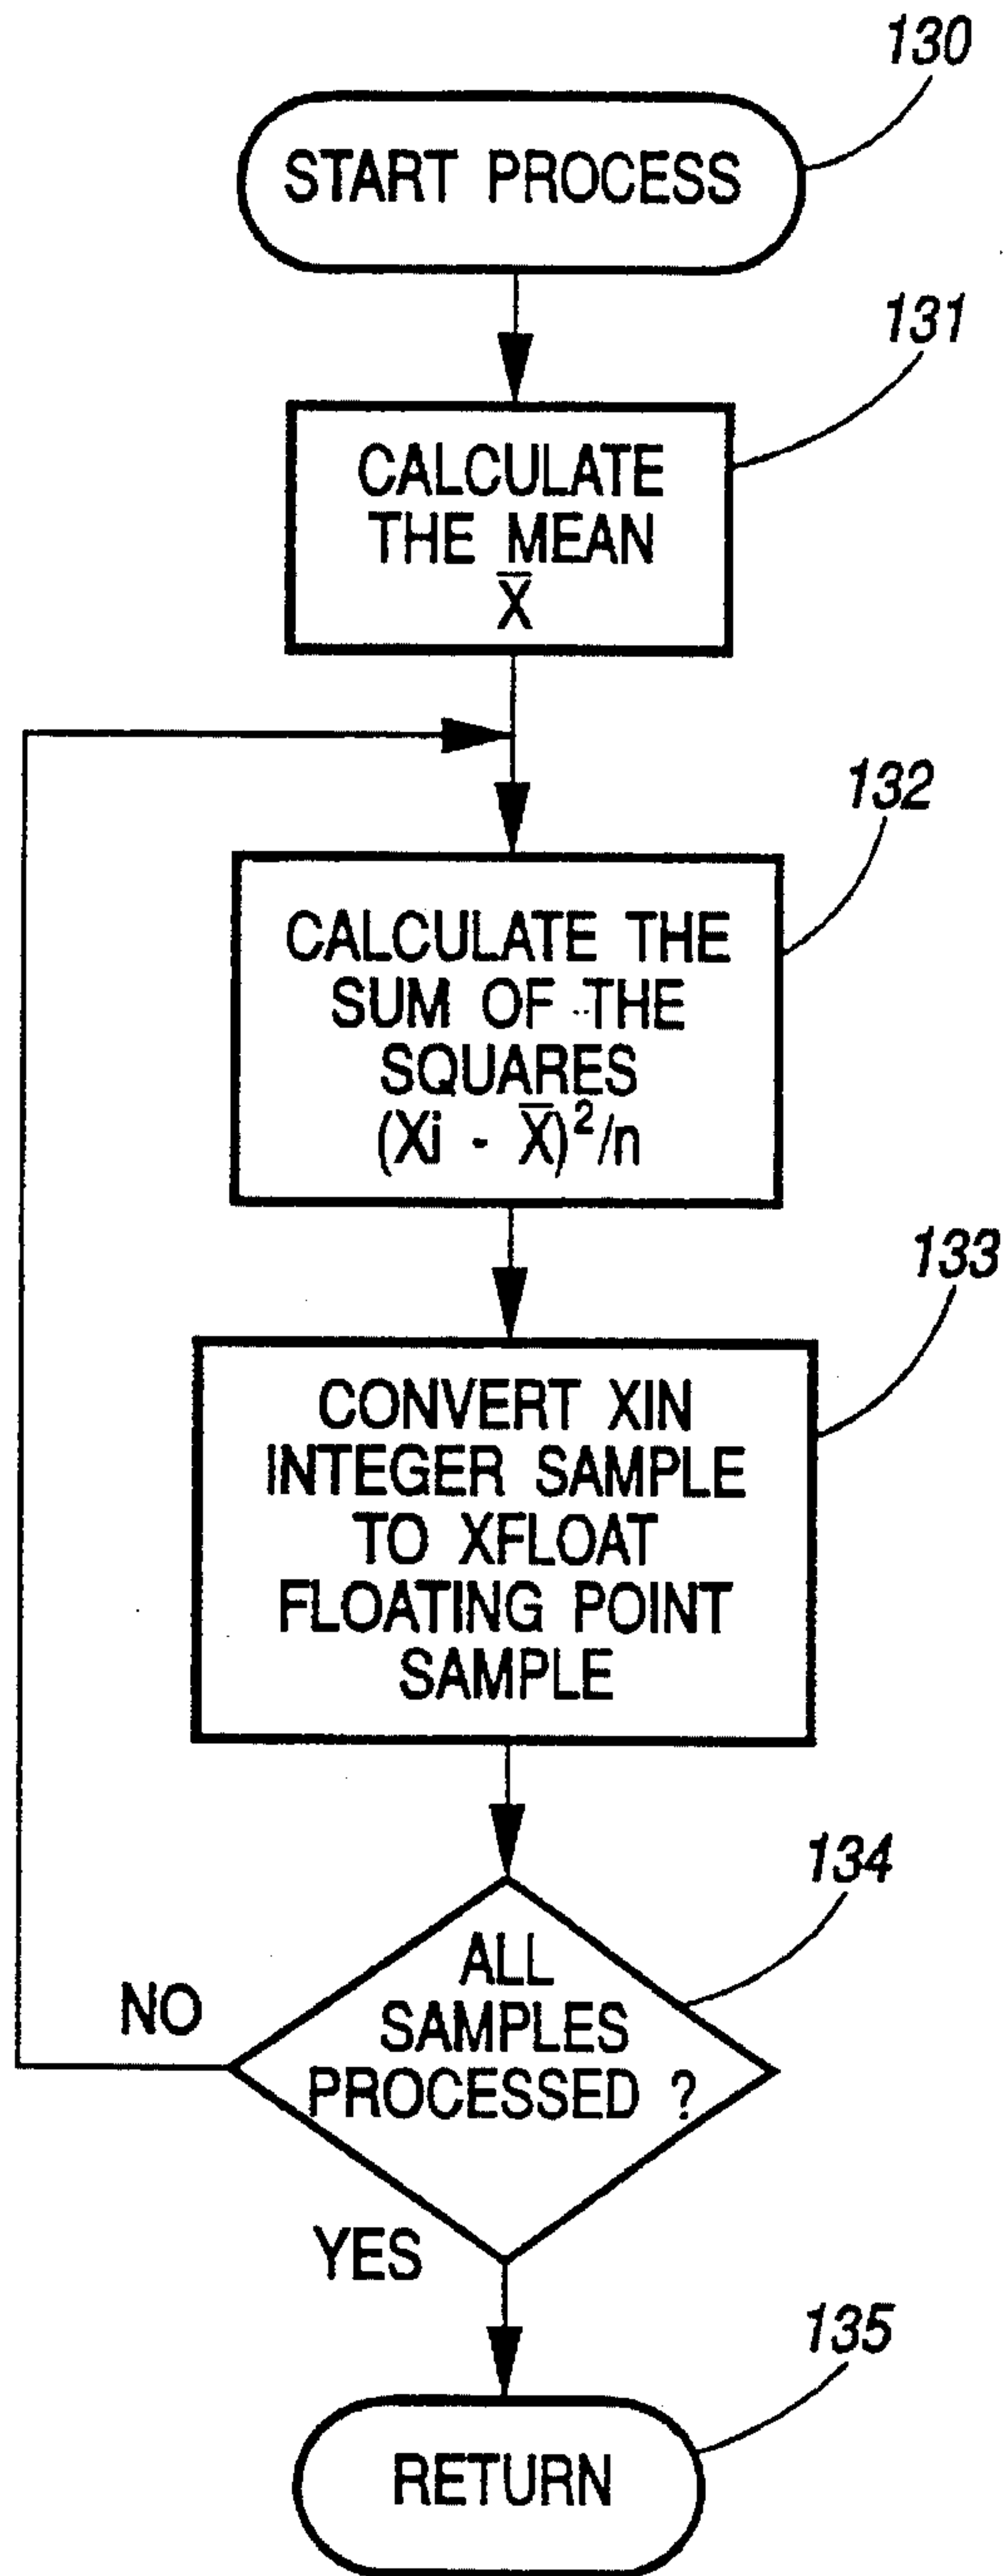 130
START PROCESS
131
CALCULATE
THE MEAN
X̅
132
CALCULATE THE
SUM OF THE
SQUARES
(Xi - X̅)²/n
133
CONVERT XIN
INTEGER SAMPLE
TO XFLOAT
FLOATING POINT
SAMPLE
134
ALL
SAMPLES
PROCESSED ?
NO
YES
135
RETURN